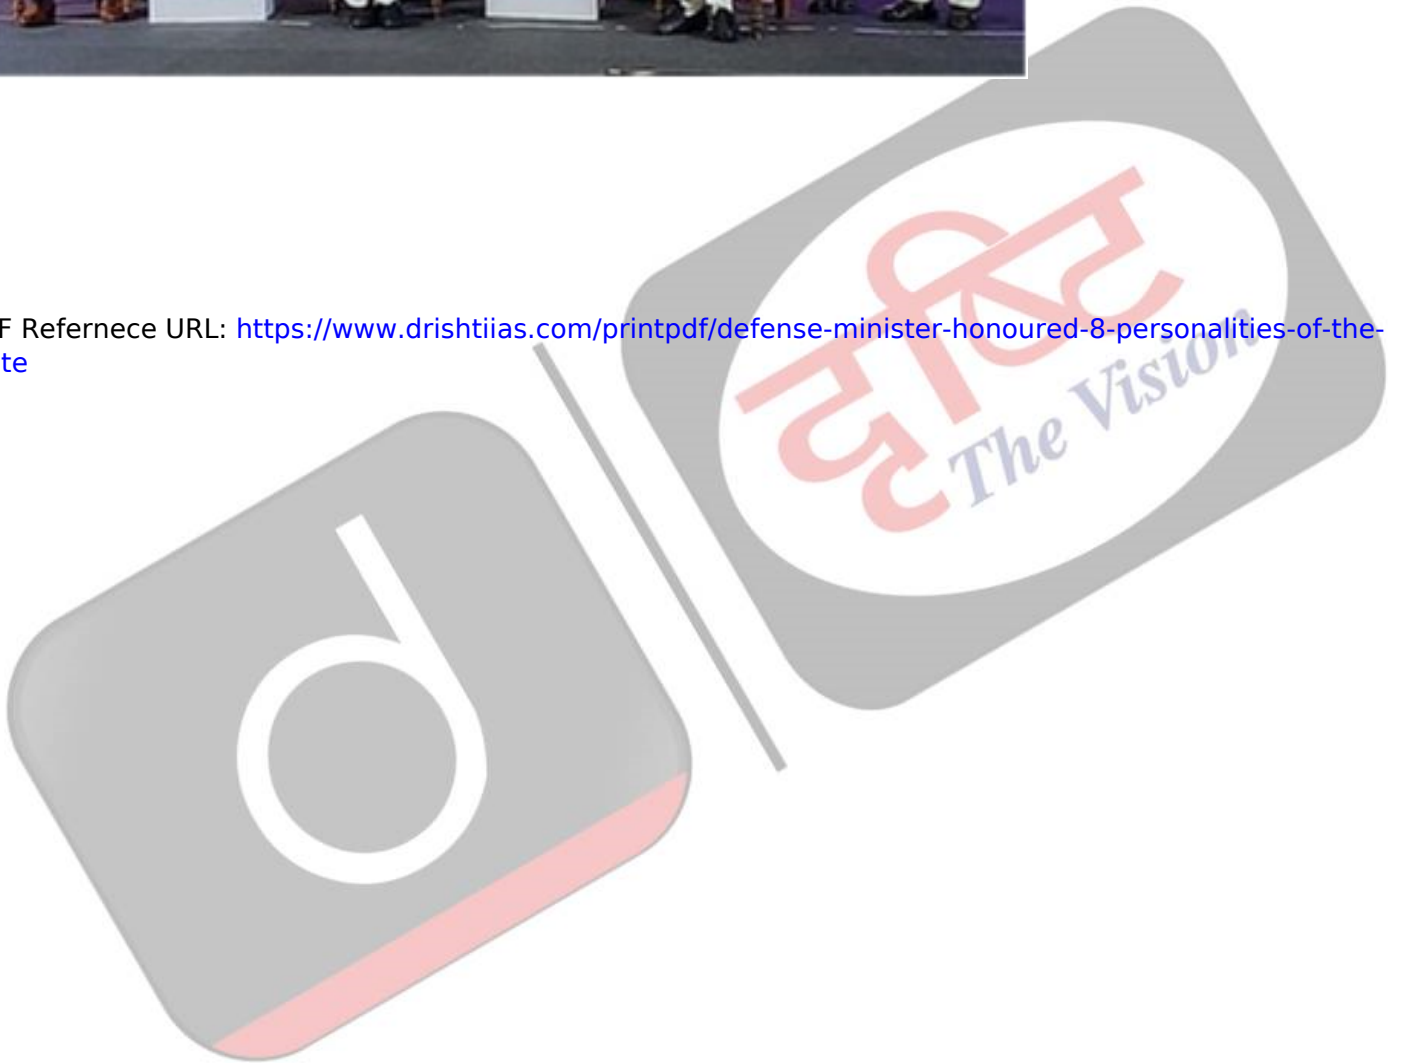 F Refernece URL: https://www.drishtiias.com/printpdf/defense-minister-honoured-8-personalities-of-the-
te
दृष्टि
The Vision
d